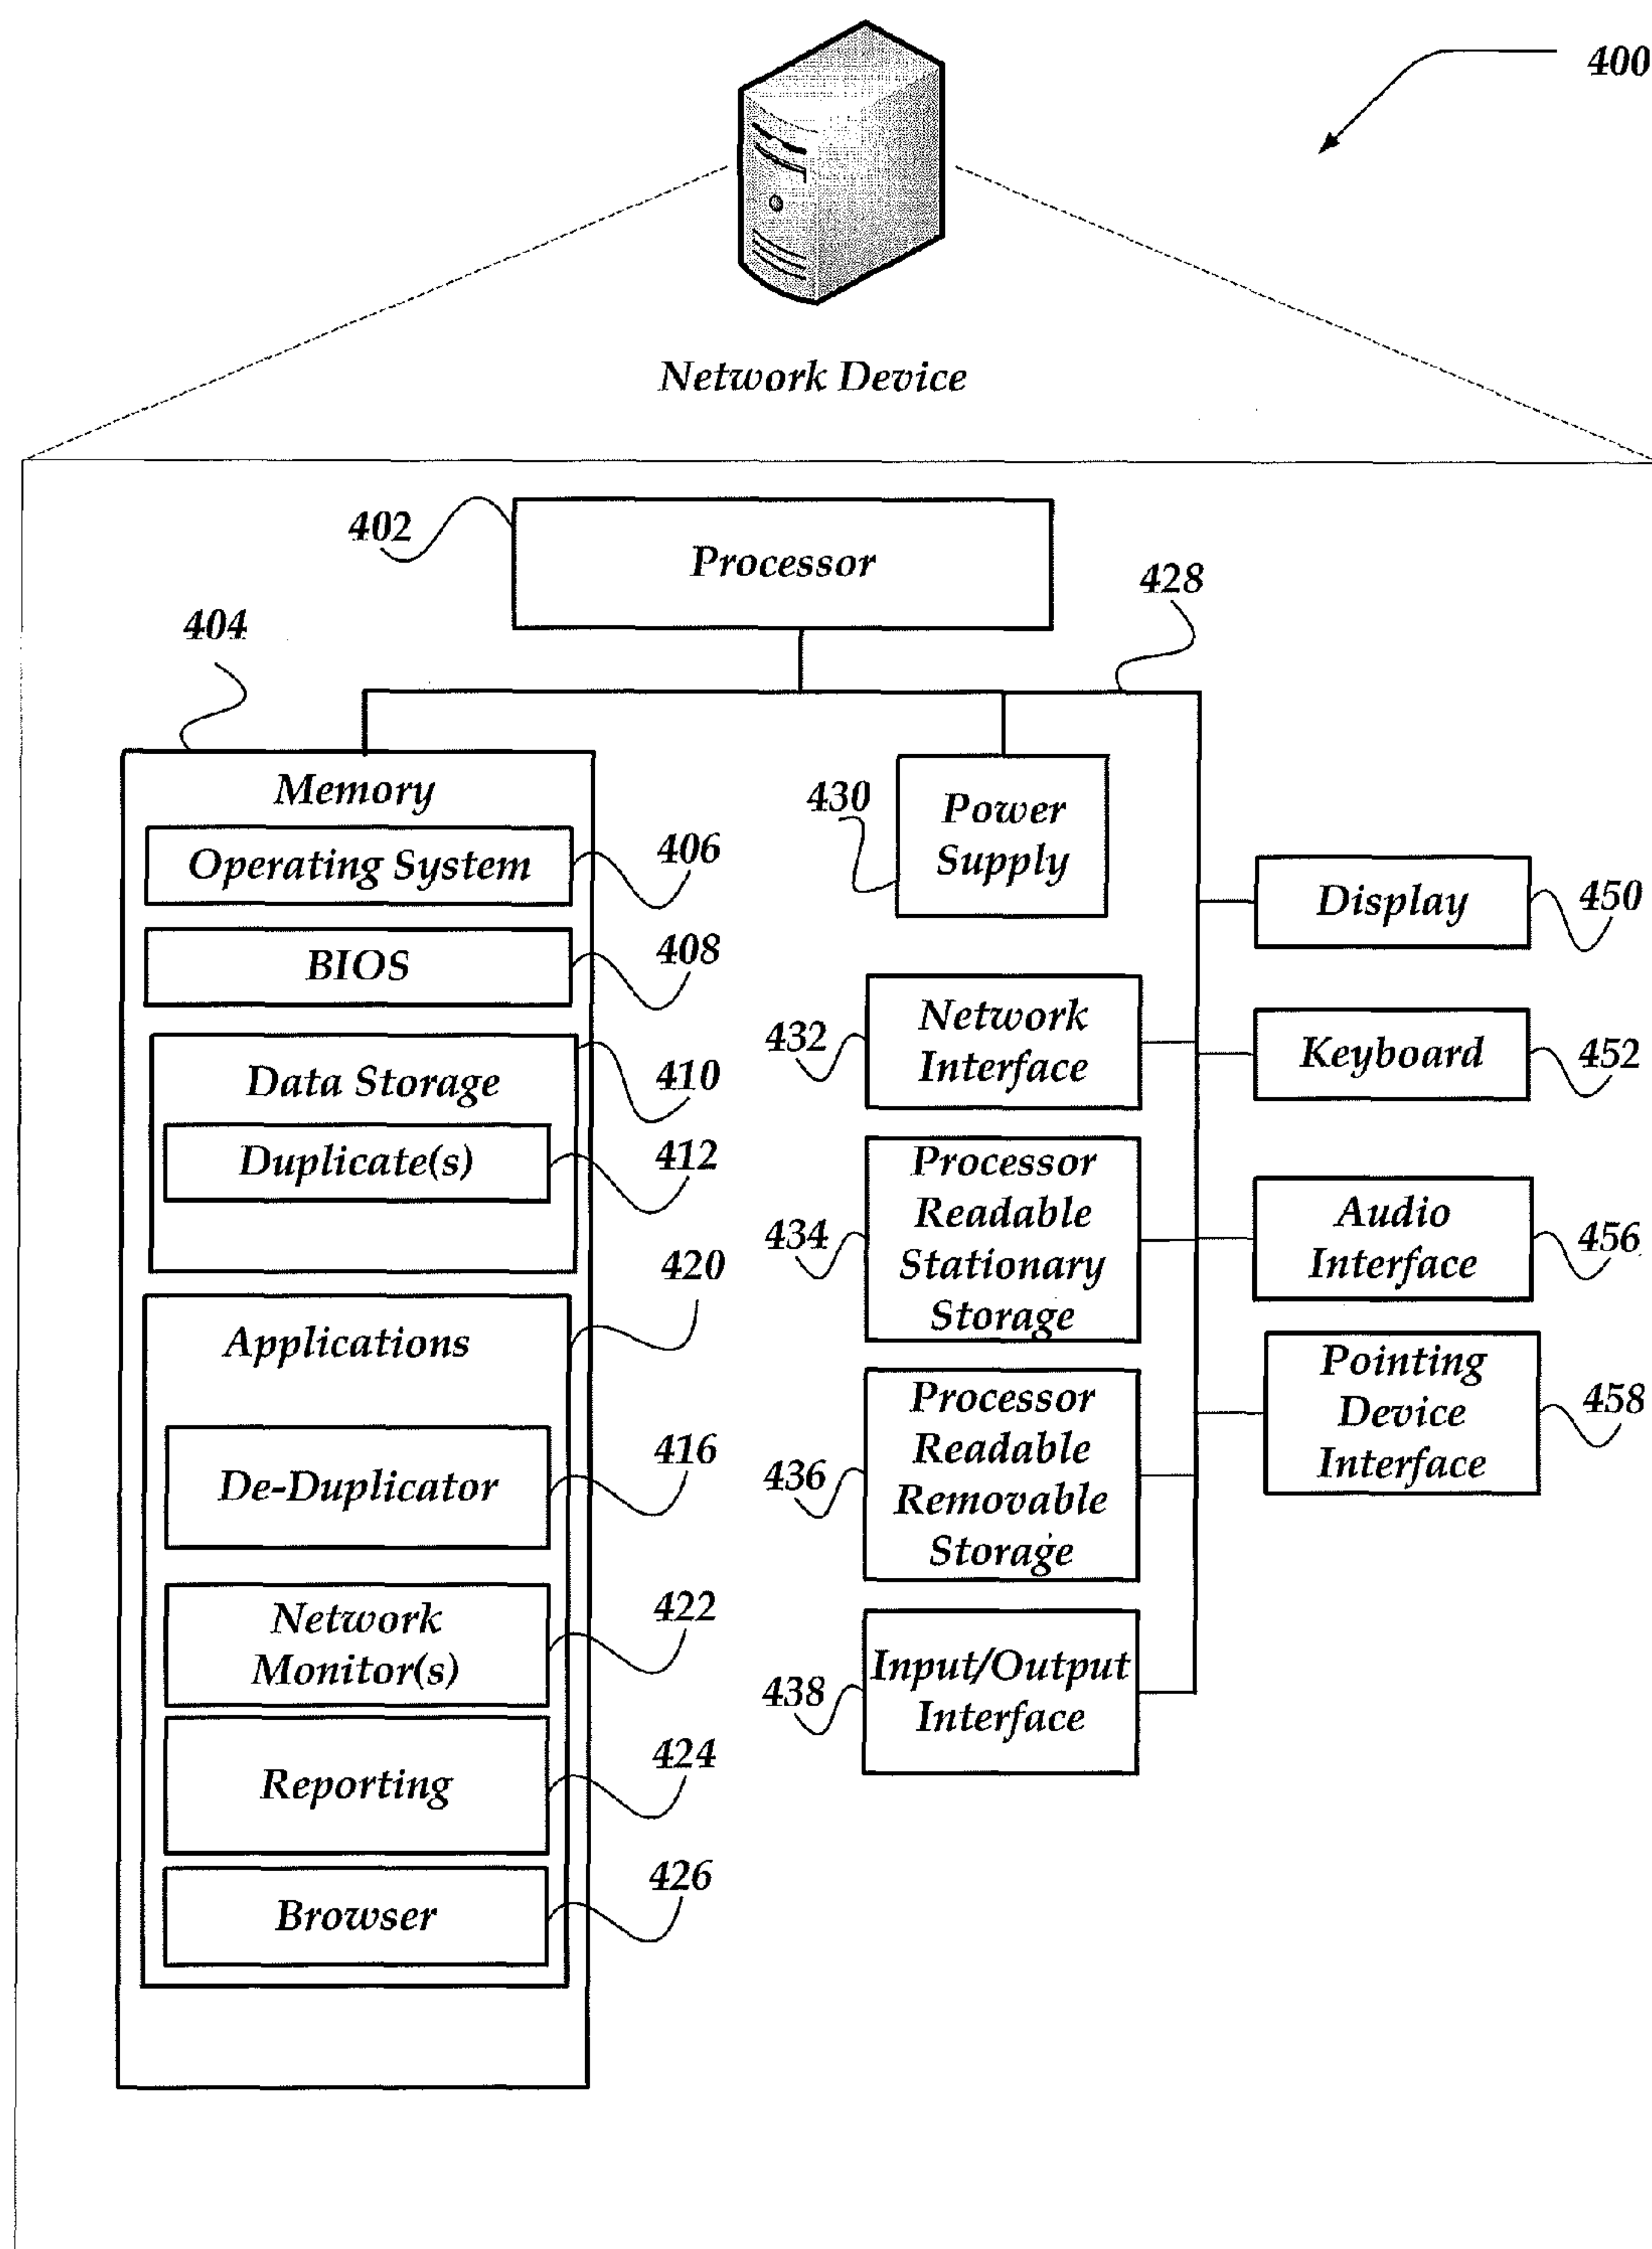 400
Network Device
402
Processor
428
404
Memory
Operating System
406
BIOS
408
Data Storage
410
Duplicate(s)
412
420
Applications
De-Duplicator
416
Network
Monitor(s)
422
Reporting
424
Browser
426
430
Power
Supply
432
Network
Interface
434
Processor
Readable
Stationary
Storage
436
Processor
Readable
Removable
Storage
438
Input/Output
Interface
Display
450
Keyboard
452
Audio
Interface
456
Pointing
Device
Interface
458